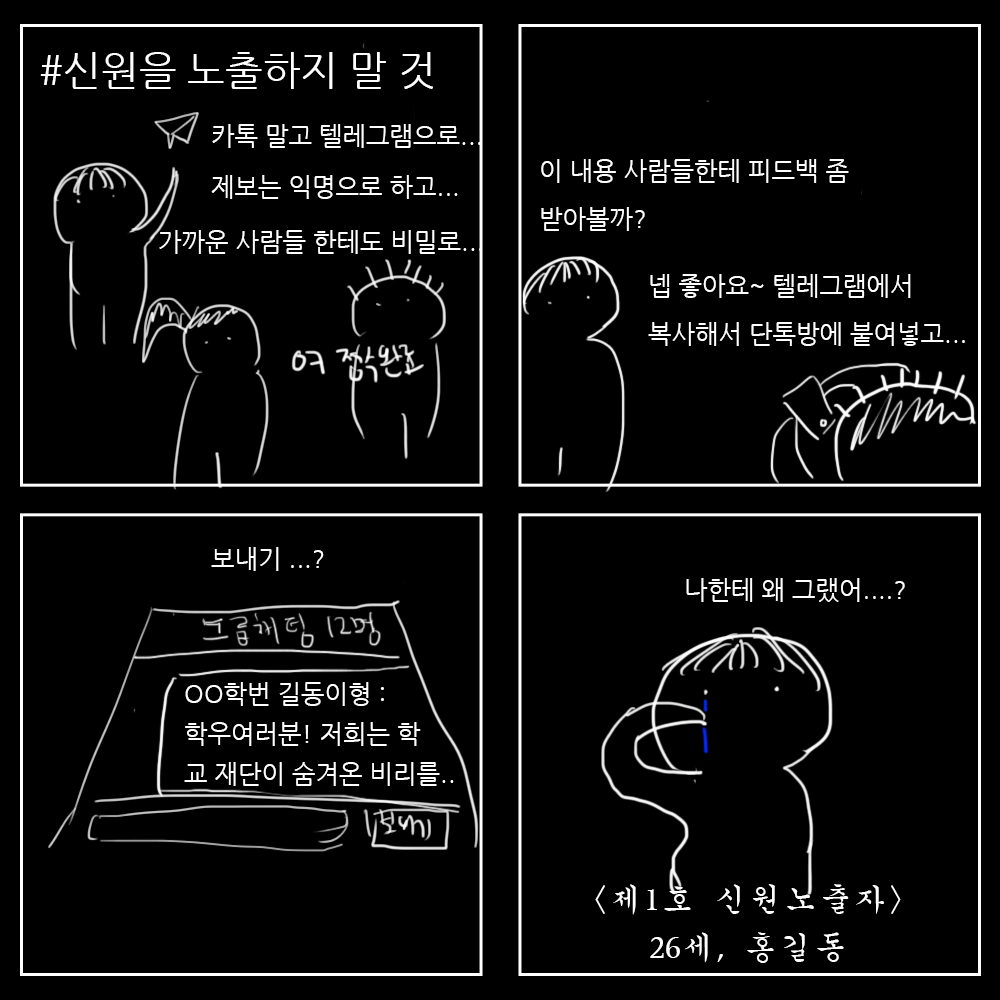 #신원을 노출하지 말 것
카톡 말고 텔레그램으로...
제보는 익명으로 하고...
가까운 사람들 한테도 비밀로...
여 접수완료
이 내용 사람들한테 피드백 좀
받아볼까?
넵 좋아요~ 텔레그램에서
복사해서 단톡방에 붙여넣고...
보내기 ...?
그룹채팅 12명
OO학번 길동이형 :
학우여러분! 저희는 학
교 재단이 숨겨온 비리를..
보내기
나한테 왜 그랬어....?
〈제1호 신원노출자〉
26세, 홍길동